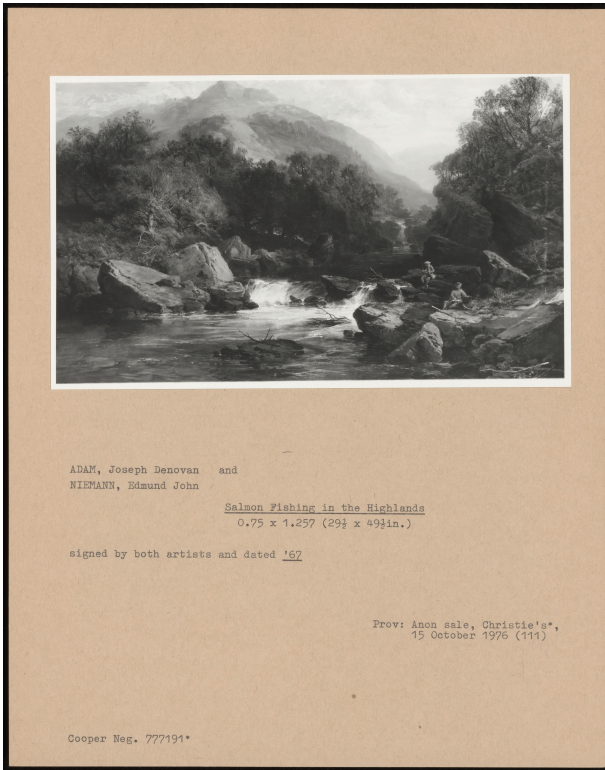 ADAM, Joseph Denovan and
NIEMANN, Edmund John
Salmon Fishing in the Highlands
0.75 x 1.257 (29½ x 49½in.)
signed by both artists and dated '67
Prov: Anon sale, Christie's*,
15 October 1976 (111)
Cooper Neg. 777191*